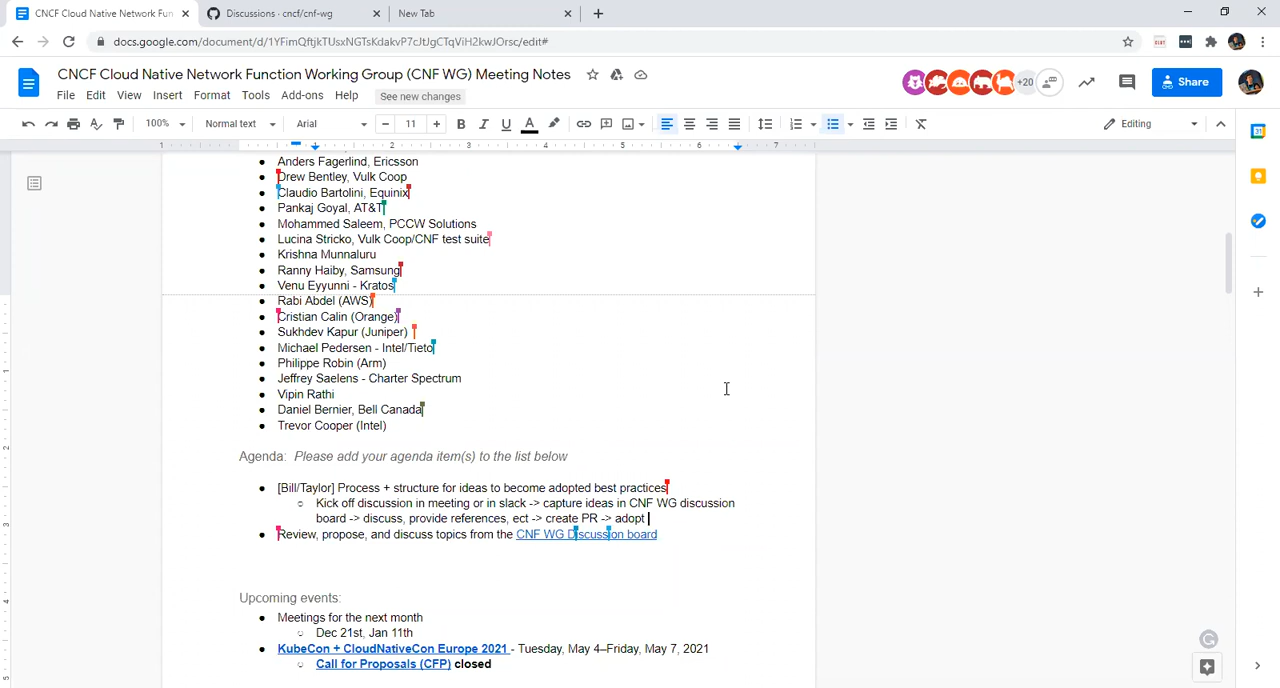 CNCF Cloud Native Network Fun
Discussions · cncf/cnf-wg
New Tab
docs.google.com/document/d/1YFimQftjkTUsxNGTsKdakvP7cJtJgCTqViH2kwJOrsc/edit#
CNCF Cloud Native Network Function Working Group (CNF WG) Meeting Notes
+20
Share
File Edit View Insert Format Tools Add-ons Help See new changes
100% Normal text Arial 11 Editing
1 1 2 3 4 5 6 7
Anders Fagerlind, Ericsson
Drew Bentley, Vulk Coop
Claudio Bartolini, Equinix
Pankaj Goyal, AT&T
Mohammed Saleem, PCCW Solutions
Lucina Stricko, Vulk Coop/CNF test suite
Krishna Munnaluru
Ranny Haiby, Samsung
Venu Eyyunni - Kratos
Rabi Abdel (AWS)
Cristian Calin (Orange)
Sukhdev Kapur (Juniper)
Michael Pedersen - Intel/Tieto
Philippe Robin (Arm)
Jeffrey Saelens - Charter Spectrum
Vipin Rathi
Daniel Bernier, Bell Canada
Trevor Cooper (Intel)
Agenda: Please add your agenda item(s) to the list below
[Bill/Taylor] Process + structure for ideas to become adopted best practices
Kick off discussion in meeting or in slack -> capture ideas in CNF WG discussion
board -> discuss, provide references, ect -> create PR -> adopt
Review, propose, and discuss topics from the CNF WG Discussion board
Upcoming events:
Meetings for the next month
Dec 21st, Jan 11th
KubeCon + CloudNativeCon Europe 2021 - Tuesday, May 4–Friday, May 7, 2021
Call for Proposals (CFP) closed